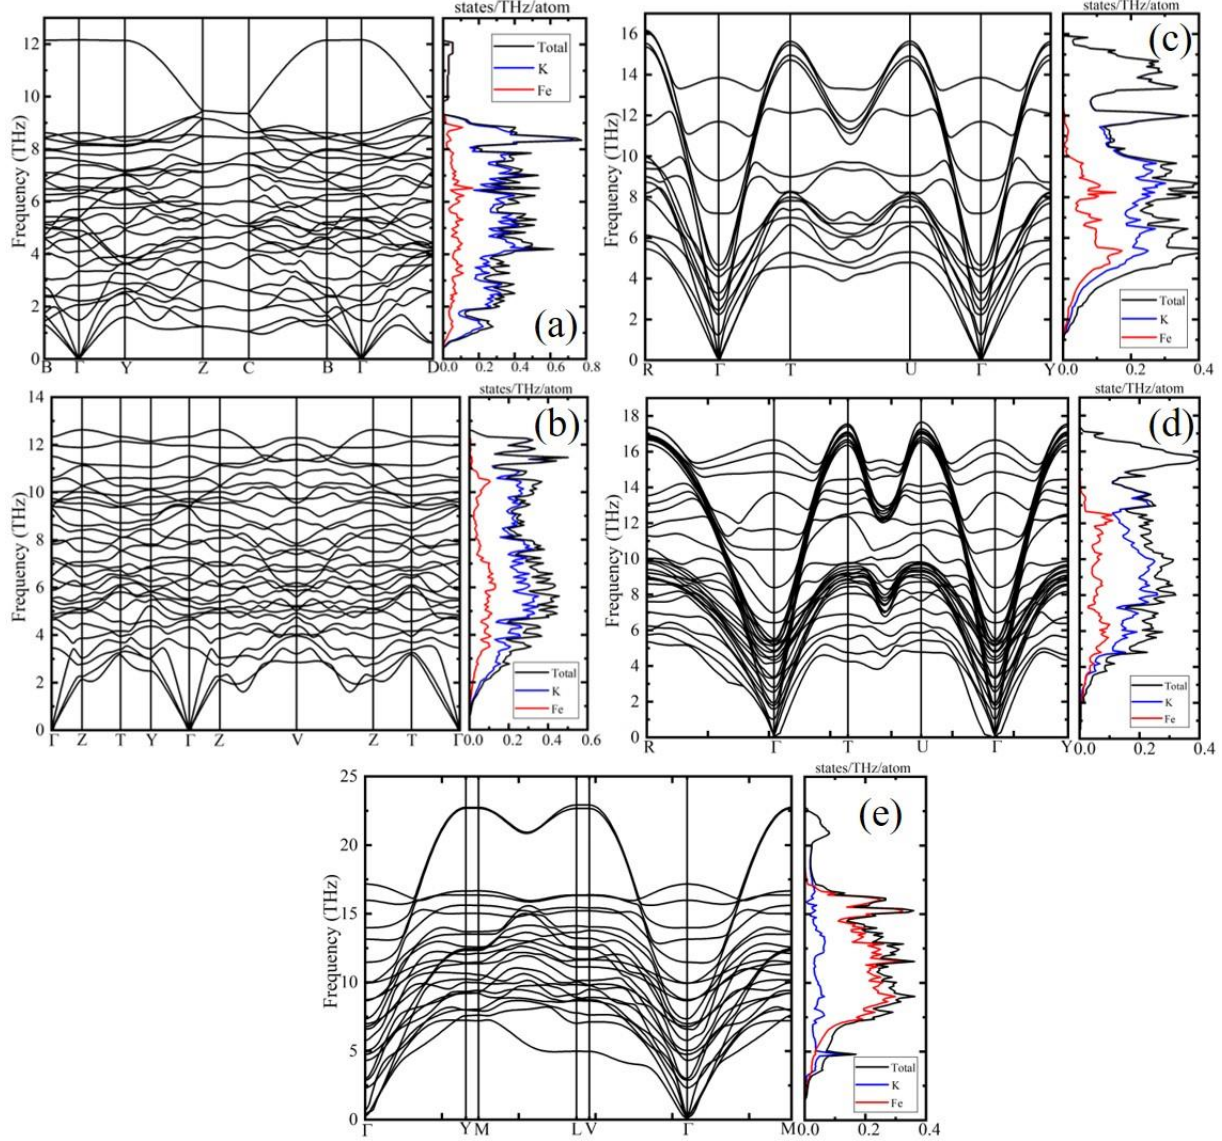 states/THz/atom
12
10
8
6
4
2
0
Frequency (THz)
B Γ Y Z C B Γ D
Total
K
Fe
(a)
0.0 0.2 0.4 0.6 0.8
states/THz/atom
16
14
12
10
8
6
4
2
0
Frequency (THz)
R Γ T U Γ Y
(c)
Total
K
Fe
0.0 0.2 0.4
states/THz/atom
14
12
10
8
6
4
2
0
Frequency (THz)
Γ Z T Y Γ Z V Z T Γ
(b)
Total
K
Fe
0.0 0.2 0.4 0.6
state/THz/atom
18
16
14
12
10
8
6
4
2
0
Frequency (THz)
R Γ T U Γ Y
(d)
Total
K
Fe
0.0 0.2 0.4
states/THz/atom
25
20
15
10
5
0
Frequency (THz)
Γ Y M L V Γ M
(e)
Total
K
Fe
0.0 0.2 0.4